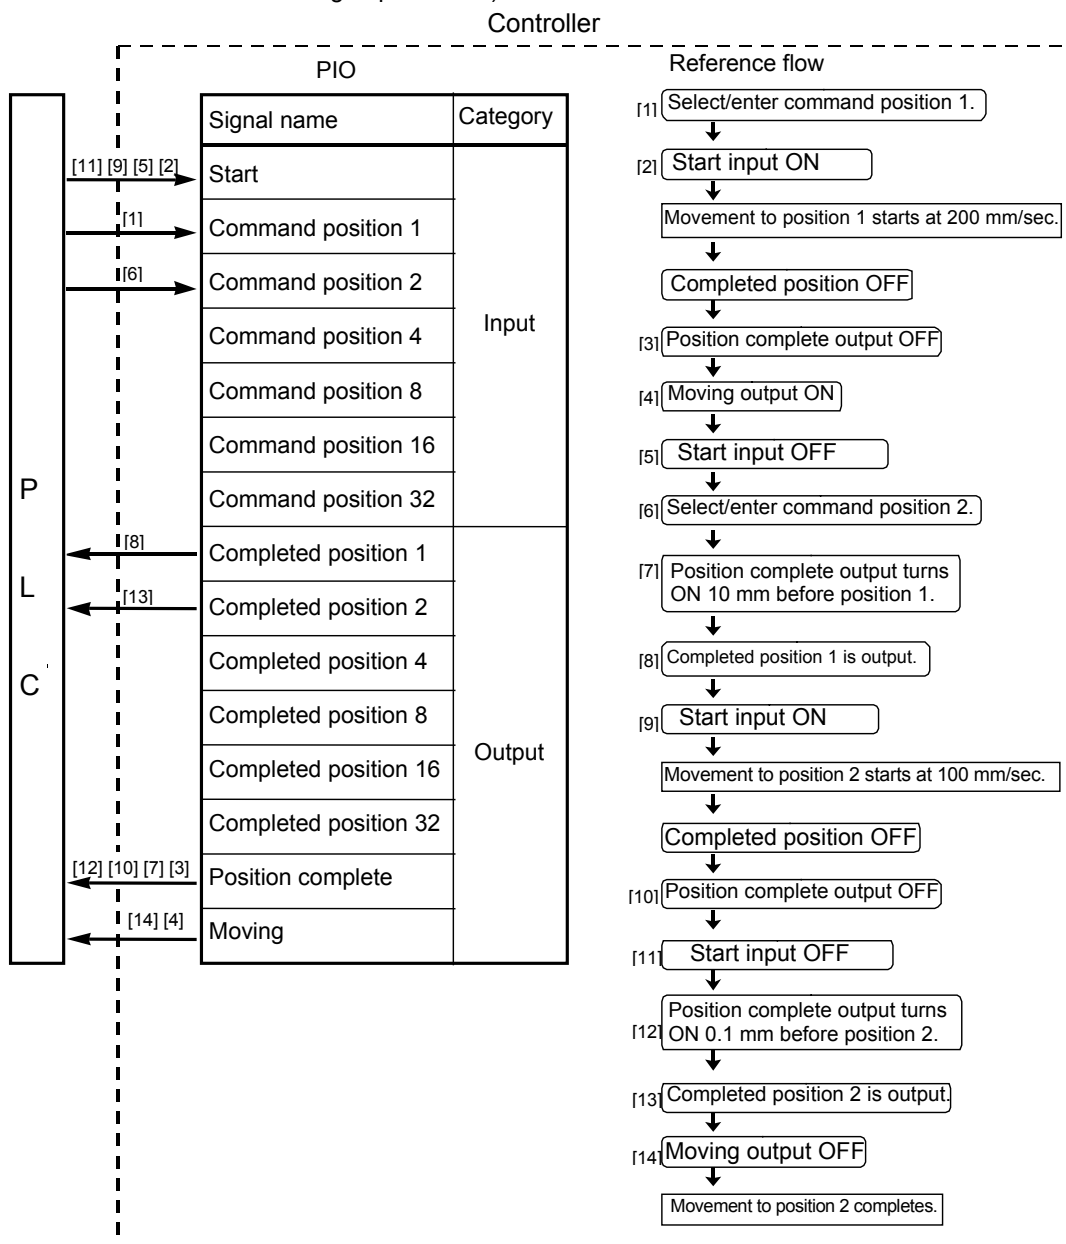 Controller
PIO
Signal name
Category
[11] [9] [5] [2]
Start
[1]
Command position 1
[6]
Command position 2
Command position 4
Input
Command position 8
Command position 16
Command position 32
P
L
C
[8]
Completed position 1
[13]
Completed position 2
Completed position 4
Completed position 8
Output
Completed position 16
Completed position 32
[12] [10] [7] [3]
Position complete
[14] [4]
Moving
Reference flow
[1] Select/enter command position 1.
[2] Start input ON
Movement to position 1 starts at 200 mm/sec.
Completed position OFF
[3] Position complete output OFF
[4] Moving output ON
[5] Start input OFF
[6] Select/enter command position 2.
[7] Position complete output turns
ON 10 mm before position 1.
[8] Completed position 1 is output.
[9] Start input ON
Movement to position 2 starts at 100 mm/sec.
Completed position OFF
[10] Position complete output OFF
[11] Start input OFF
Position complete output turns
[12] ON 0.1 mm before position 2.
[13] Completed position 2 is output.
[14] Moving output OFF
Movement to position 2 completes.